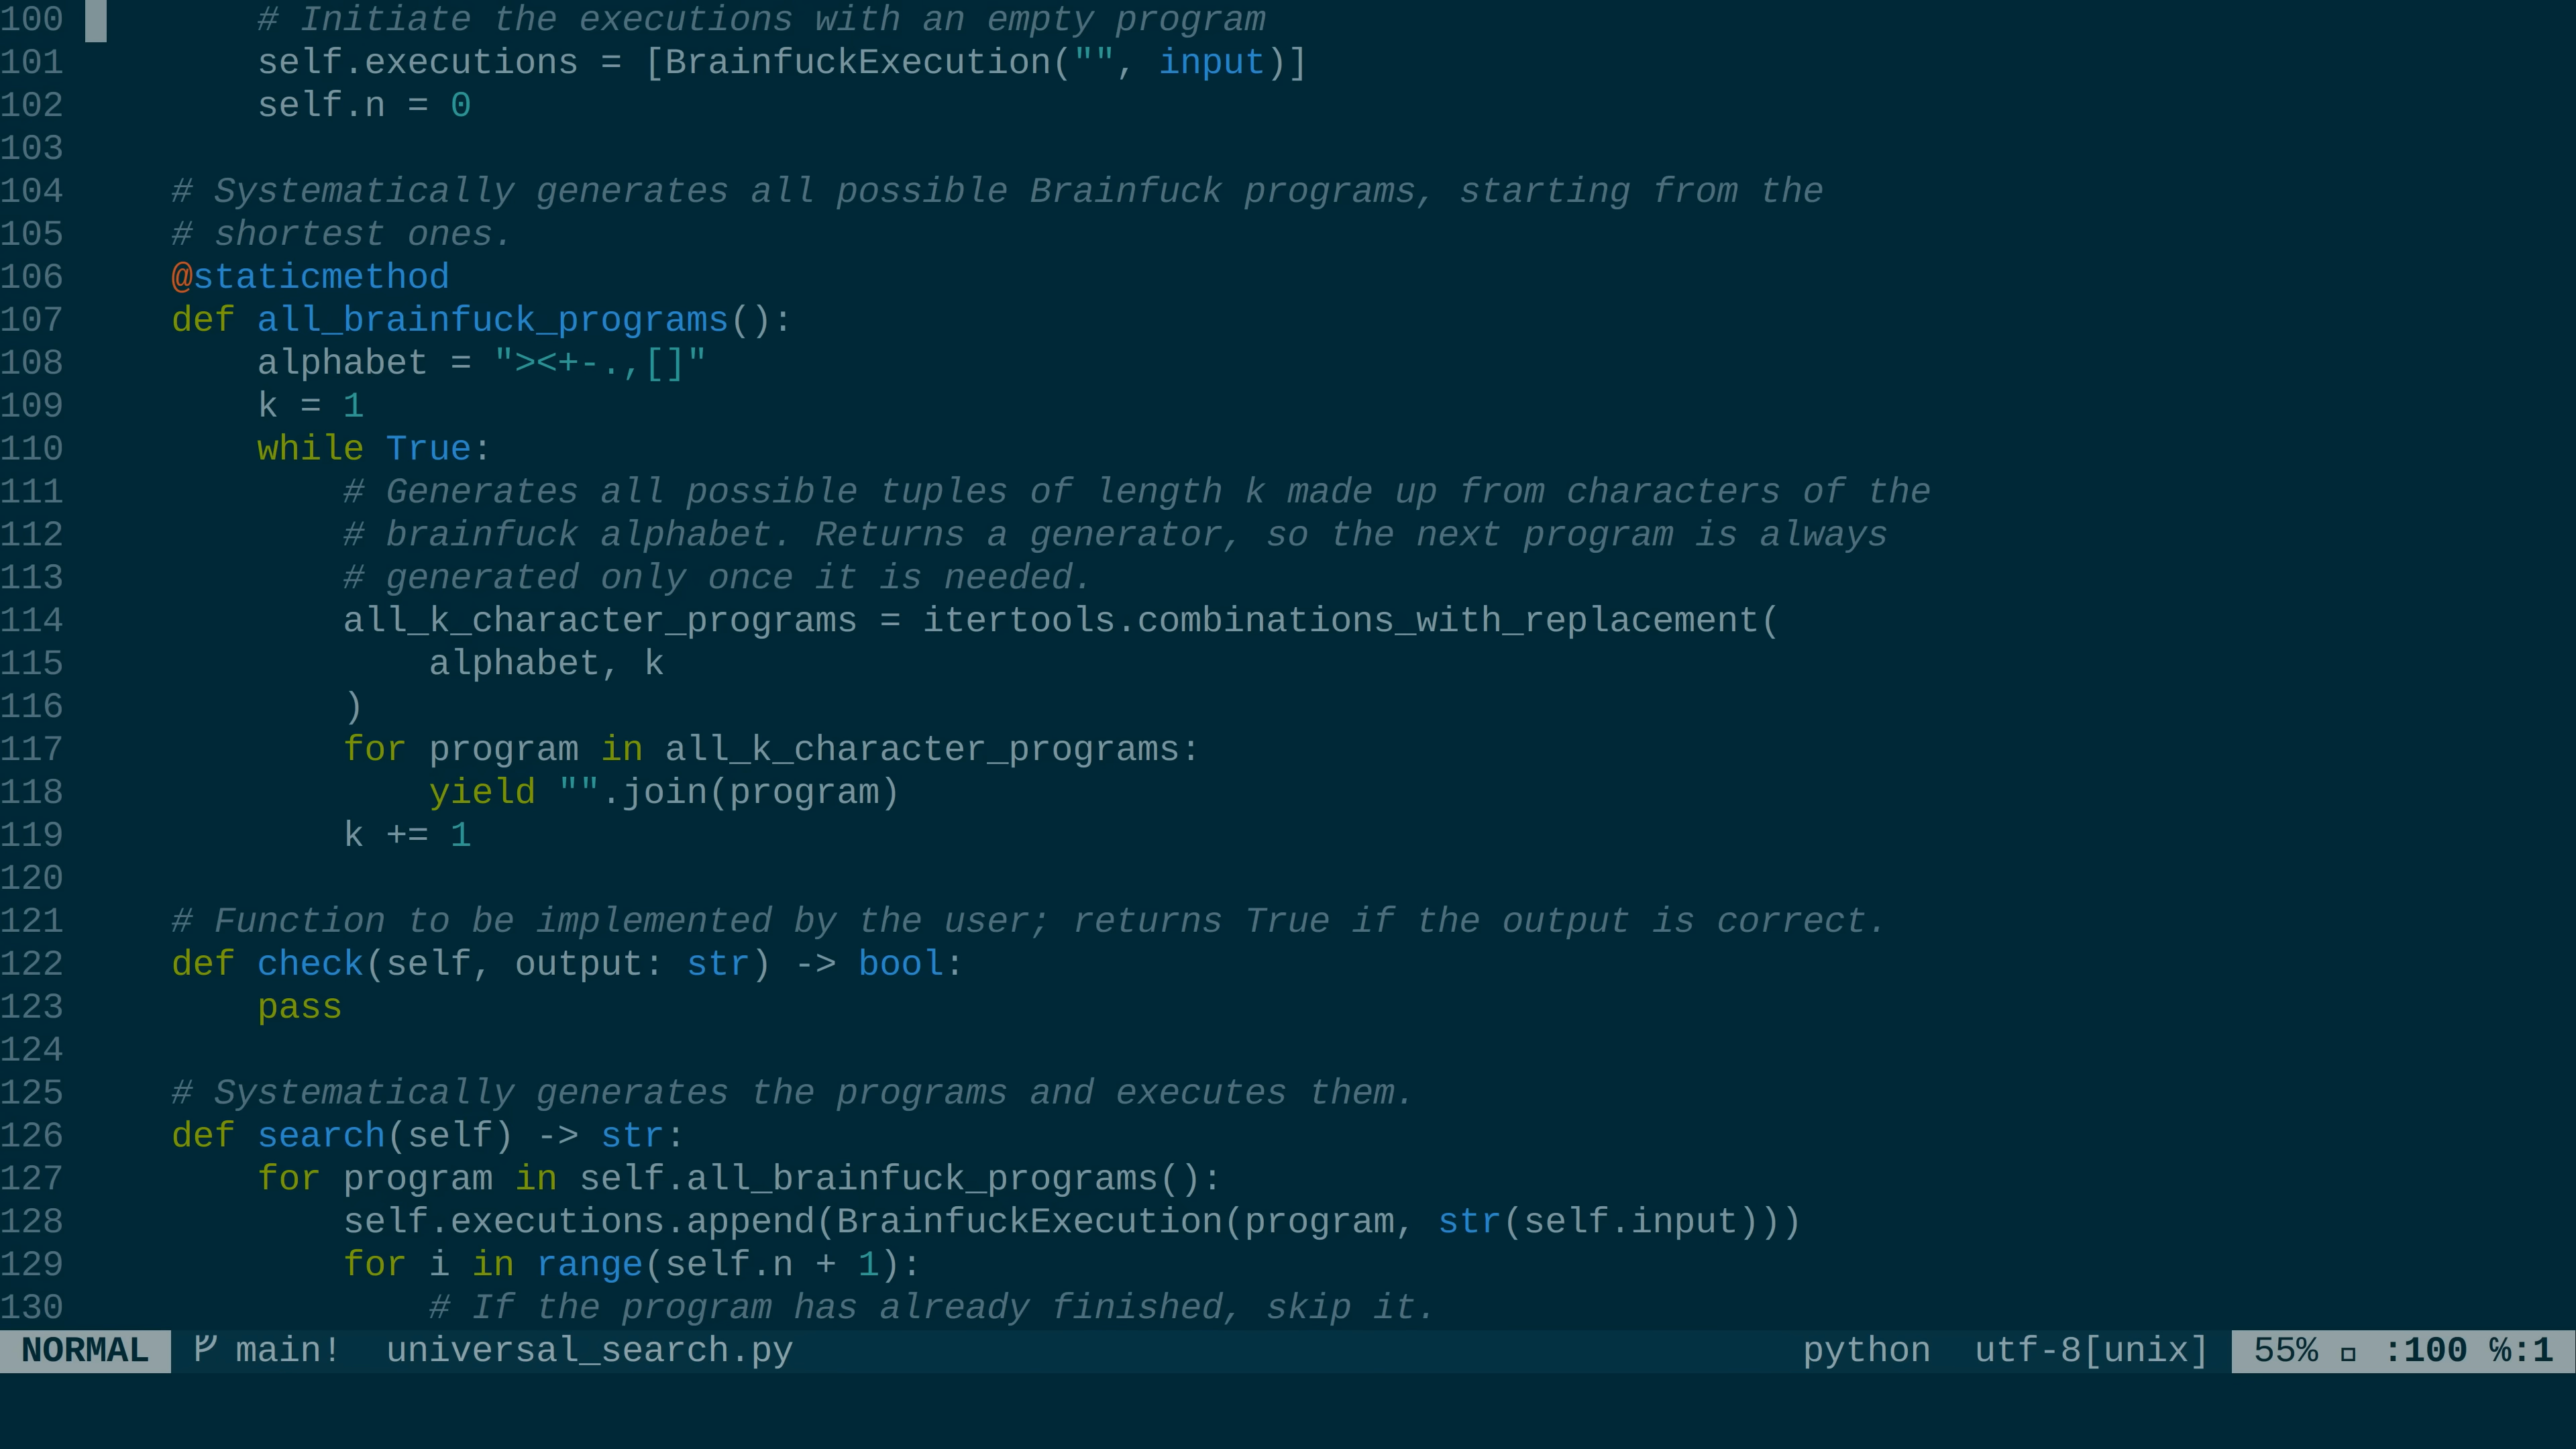 100         # Initiate the executions with an empty program
101         self.executions = [BrainfuckExecution("", input)]
102         self.n = 0
103
104     # Systematically generates all possible Brainfuck programs, starting from the
105     # shortest ones.
106     @staticmethod
107     def all_brainfuck_programs():
108         alphabet = "><+-.,[]"
109         k = 1
110         while True:
111             # Generates all possible tuples of length k made up from characters of the
112             # brainfuck alphabet. Returns a generator, so the next program is always
113             # generated only once it is needed.
114             all_k_character_programs = itertools.combinations_with_replacement(
115                 alphabet, k
116             )
117             for program in all_k_character_programs:
118                 yield "".join(program)
119             k += 1
120
121     # Function to be implemented by the user; returns True if the output is correct.
122     def check(self, output: str) -> bool:
123         pass
124
125     # Systematically generates the programs and executes them.
126     def search(self) -> str:
127         for program in self.all_brainfuck_programs():
128             self.executions.append(BrainfuckExecution(program, str(self.input)))
129             for i in range(self.n + 1):
130                 # If the program has already finished, skip it.
NORMAL main! universal_search.py python utf-8[unix] 55% :100 ℅:1